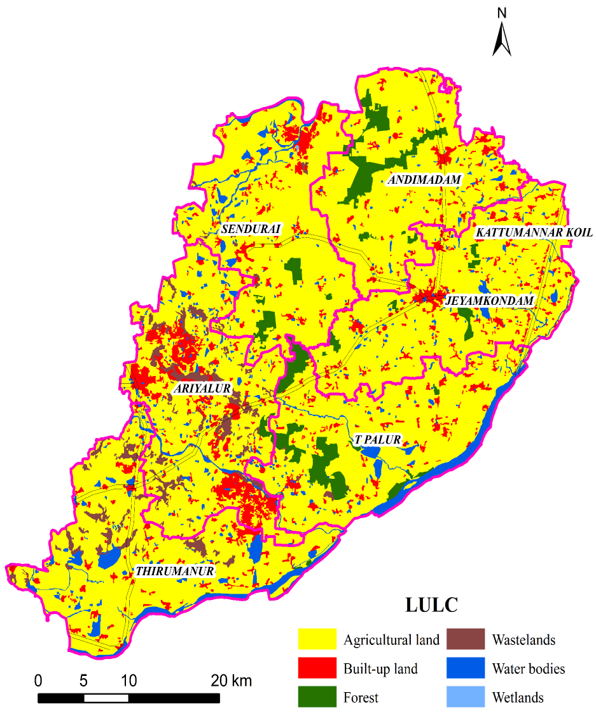 N
ANDIMADAM
SENDURAI
KATTUMANNAR KOIL
JEYAMKONDAM
ARIYALUR
T PALUR
THIRUMANUR
LULC
Agricultural land
Wastelands
Built-up land
Water bodies
Forest
Wetlands
0 5 10 20 km